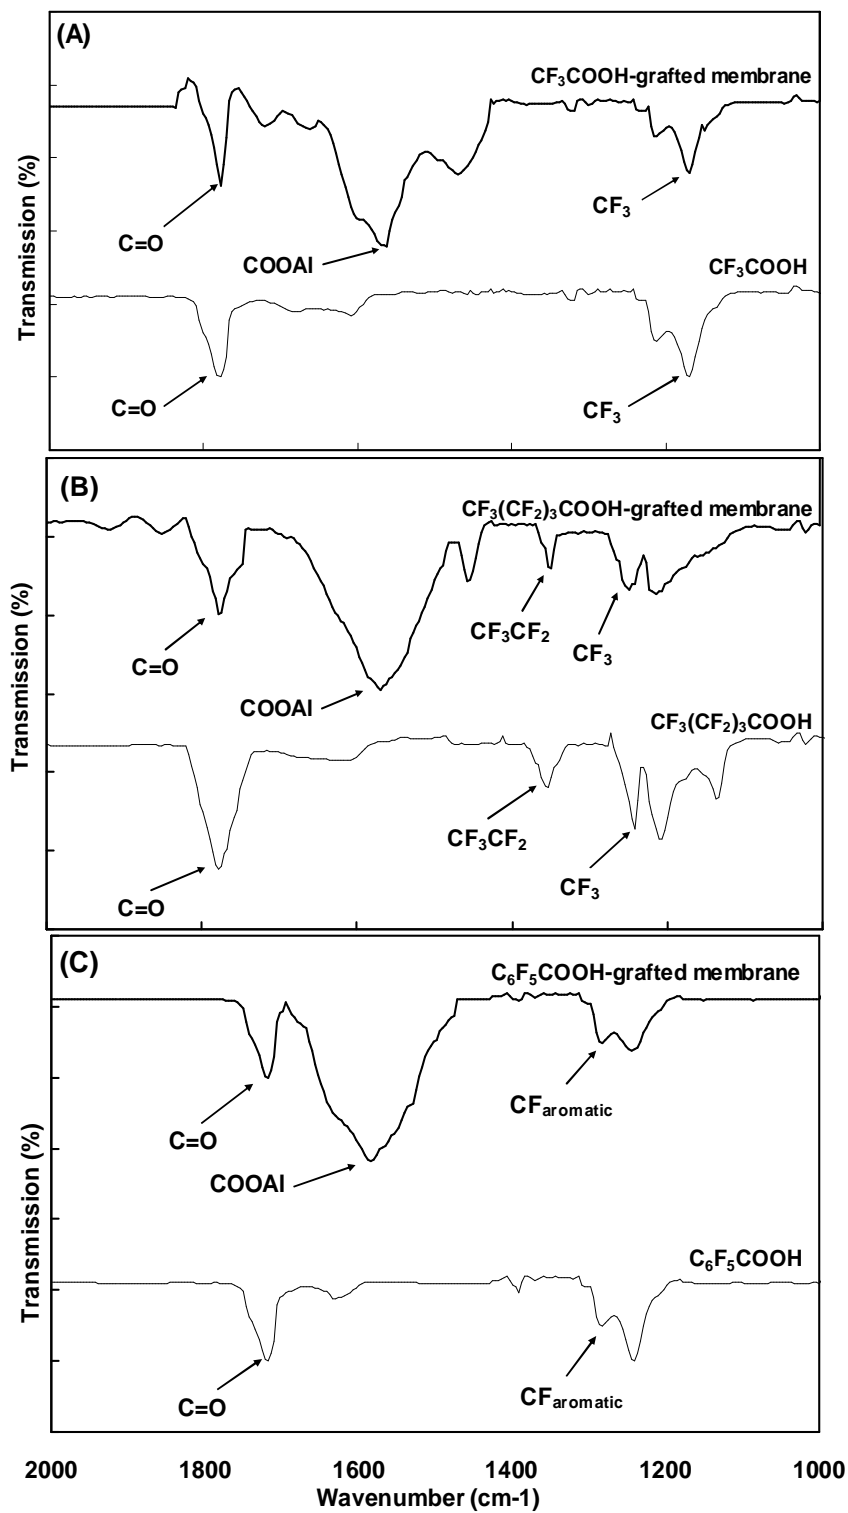 (A)
CF₃COOH-grafted membrane
C=O
CF₃
COOAl
CF₃COOH
C=O
CF₃
Transmission (%)
(B)
CF₃(CF₂)₃COOH-grafted membrane
CF₃CF₂
C=O
CF₃
COOAl
CF₃(CF₂)₃COOH
CF₃CF₂
CF₃
C=O
Transmission (%)
(C)
C₆F₅COOH-grafted membrane
CFaromatic
C=O
COOAl
C₆F₅COOH
CFaromatic
C=O
Transmission (%)
2000 1800 1600 1400 1200 1000
Wavenumber (cm-1)